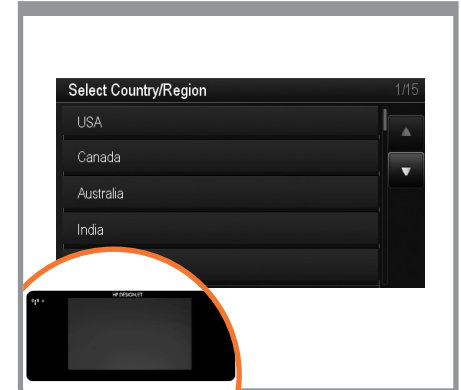 Select Country/Region 1/15
USA
Canada
Australia
India
HP DESIGNJET